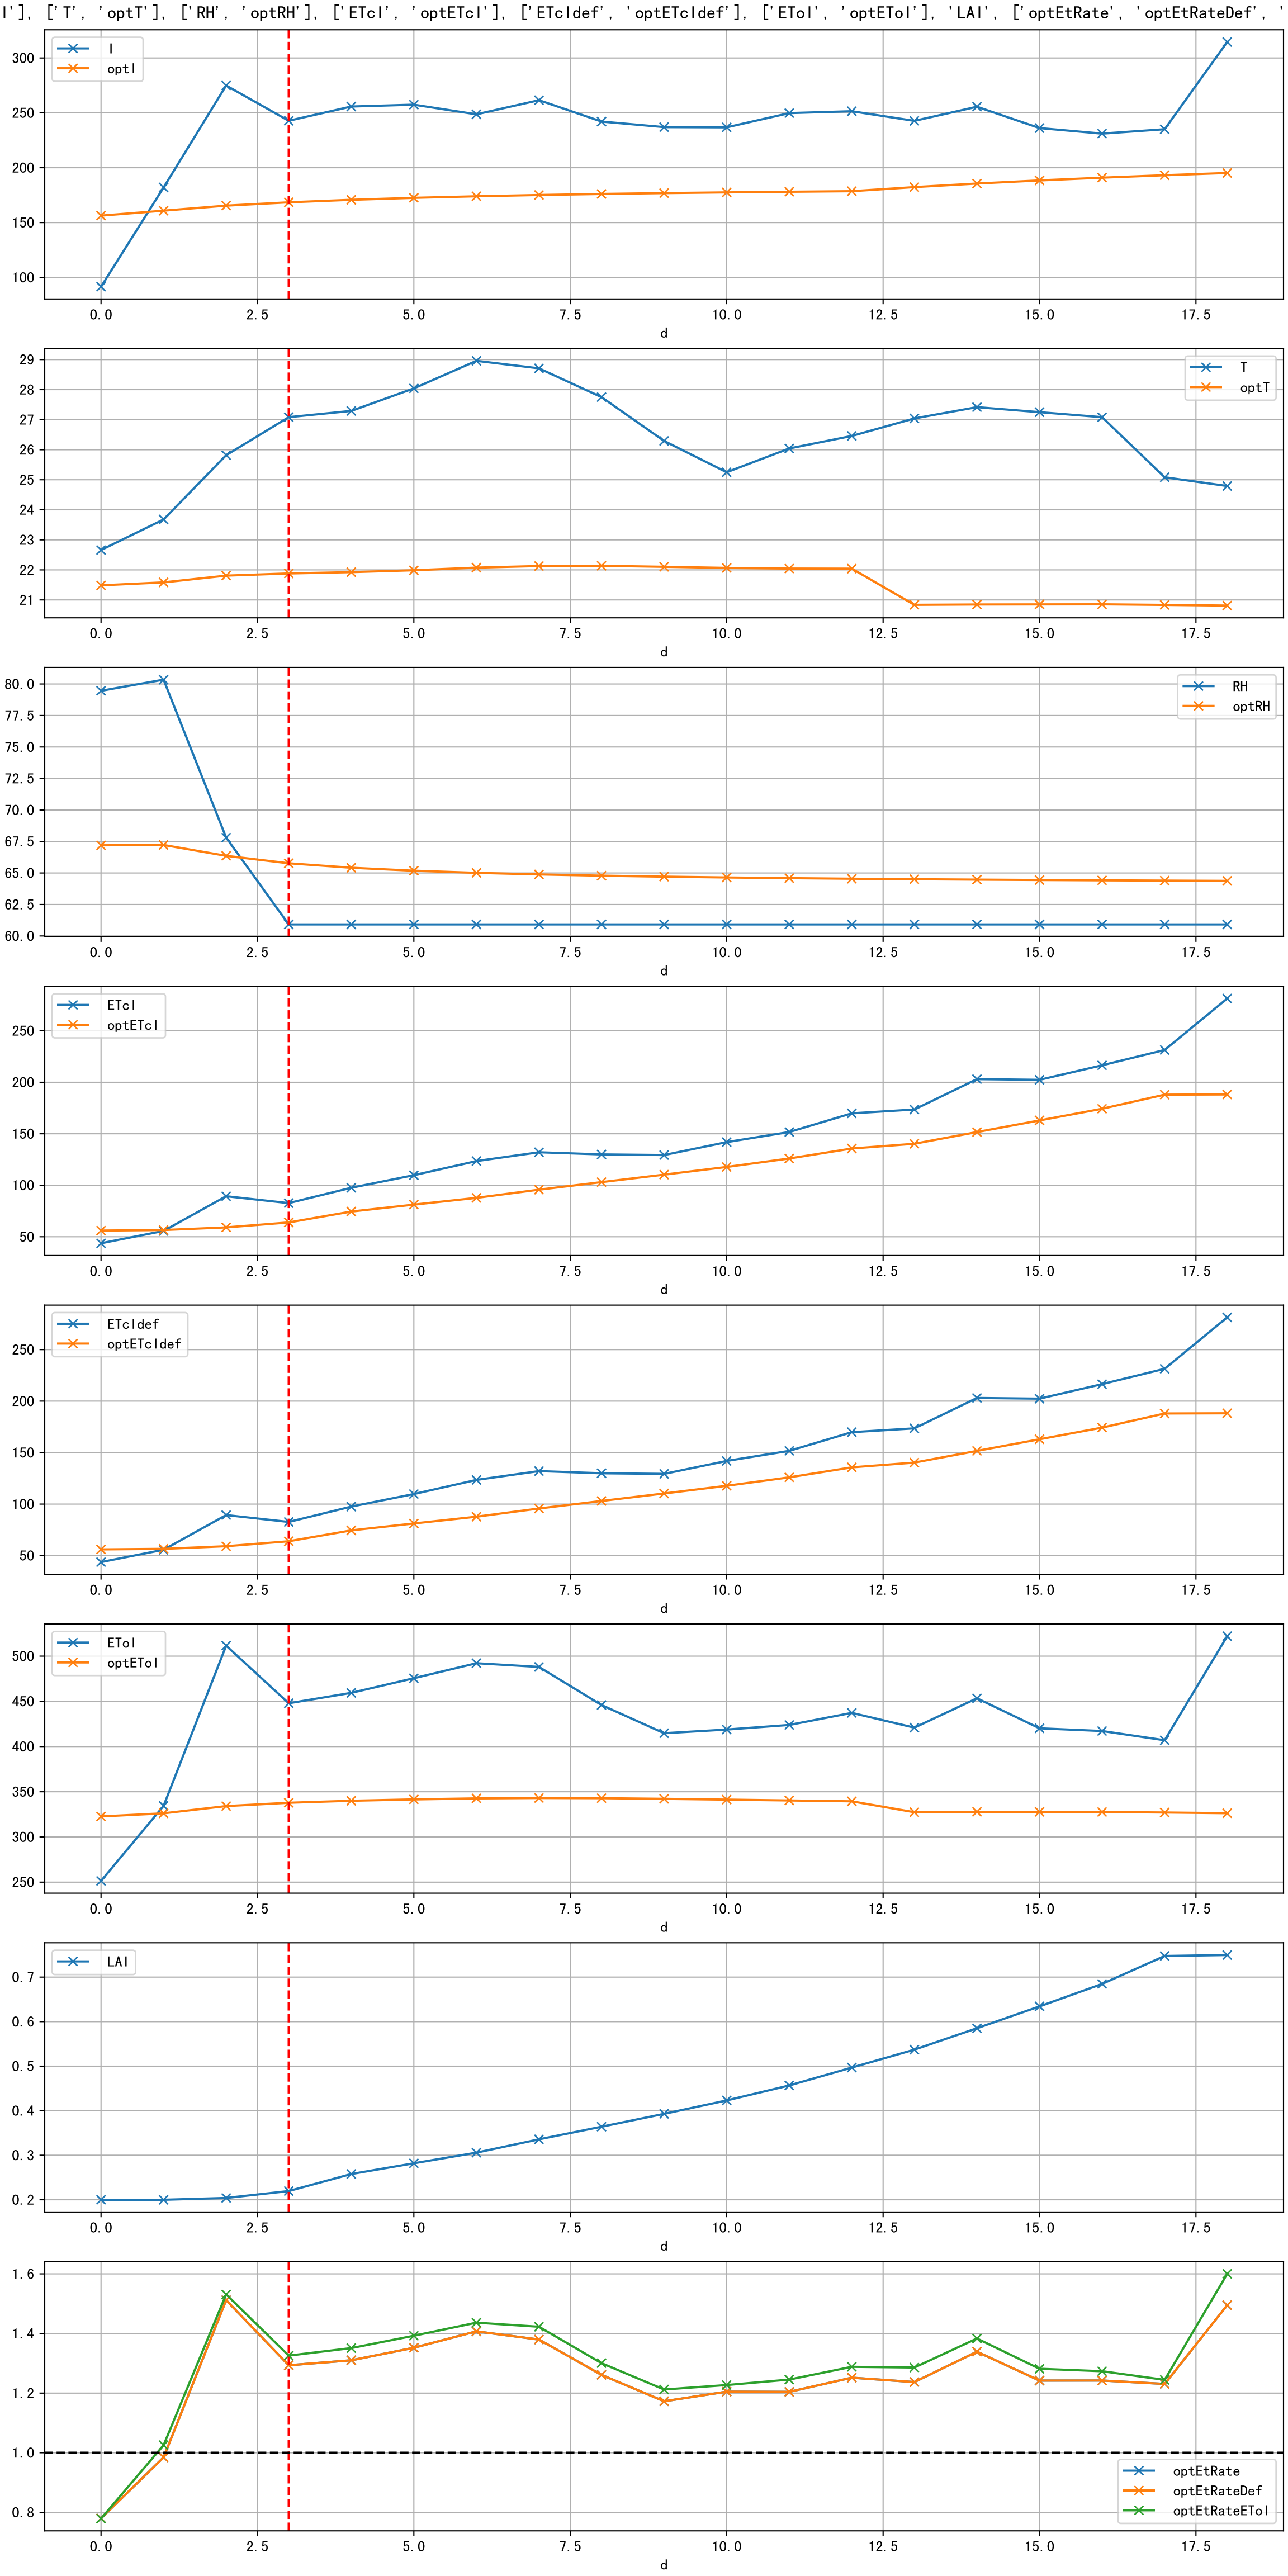 I'], ['T', 'optT'], ['RH', 'optRH'], ['ETcI', 'optETcI'], ['ETcIdef', 'optETcIdef'], ['EToI', 'optEToI'], 'LAI', ['optEtRate', 'optEtRateDef', '
I
optI
300
250
200
150
100
0.0 2.5 5.0 7.5 10.0 12.5 15.0 17.5
d
T
optT
29
28
27
26
25
24
23
22
21
0.0 2.5 5.0 7.5 10.0 12.5 15.0 17.5
d
RH
optRH
80.0
77.5
75.0
72.5
70.0
67.5
65.0
62.5
60.0
0.0 2.5 5.0 7.5 10.0 12.5 15.0 17.5
d
ETcI
optETcI
250
200
150
100
50
0.0 2.5 5.0 7.5 10.0 12.5 15.0 17.5
d
ETcIdef
optETcIdef
250
200
150
100
50
0.0 2.5 5.0 7.5 10.0 12.5 15.0 17.5
d
EToI
optEToI
500
450
400
350
300
250
0.0 2.5 5.0 7.5 10.0 12.5 15.0 17.5
d
LAI
0.7
0.6
0.5
0.4
0.3
0.2
0.0 2.5 5.0 7.5 10.0 12.5 15.0 17.5
d
1.6
1.4
1.2
1.0
0.8
optEtRate
optEtRateDef
optEtRateEToI
0.0 2.5 5.0 7.5 10.0 12.5 15.0 17.5
d